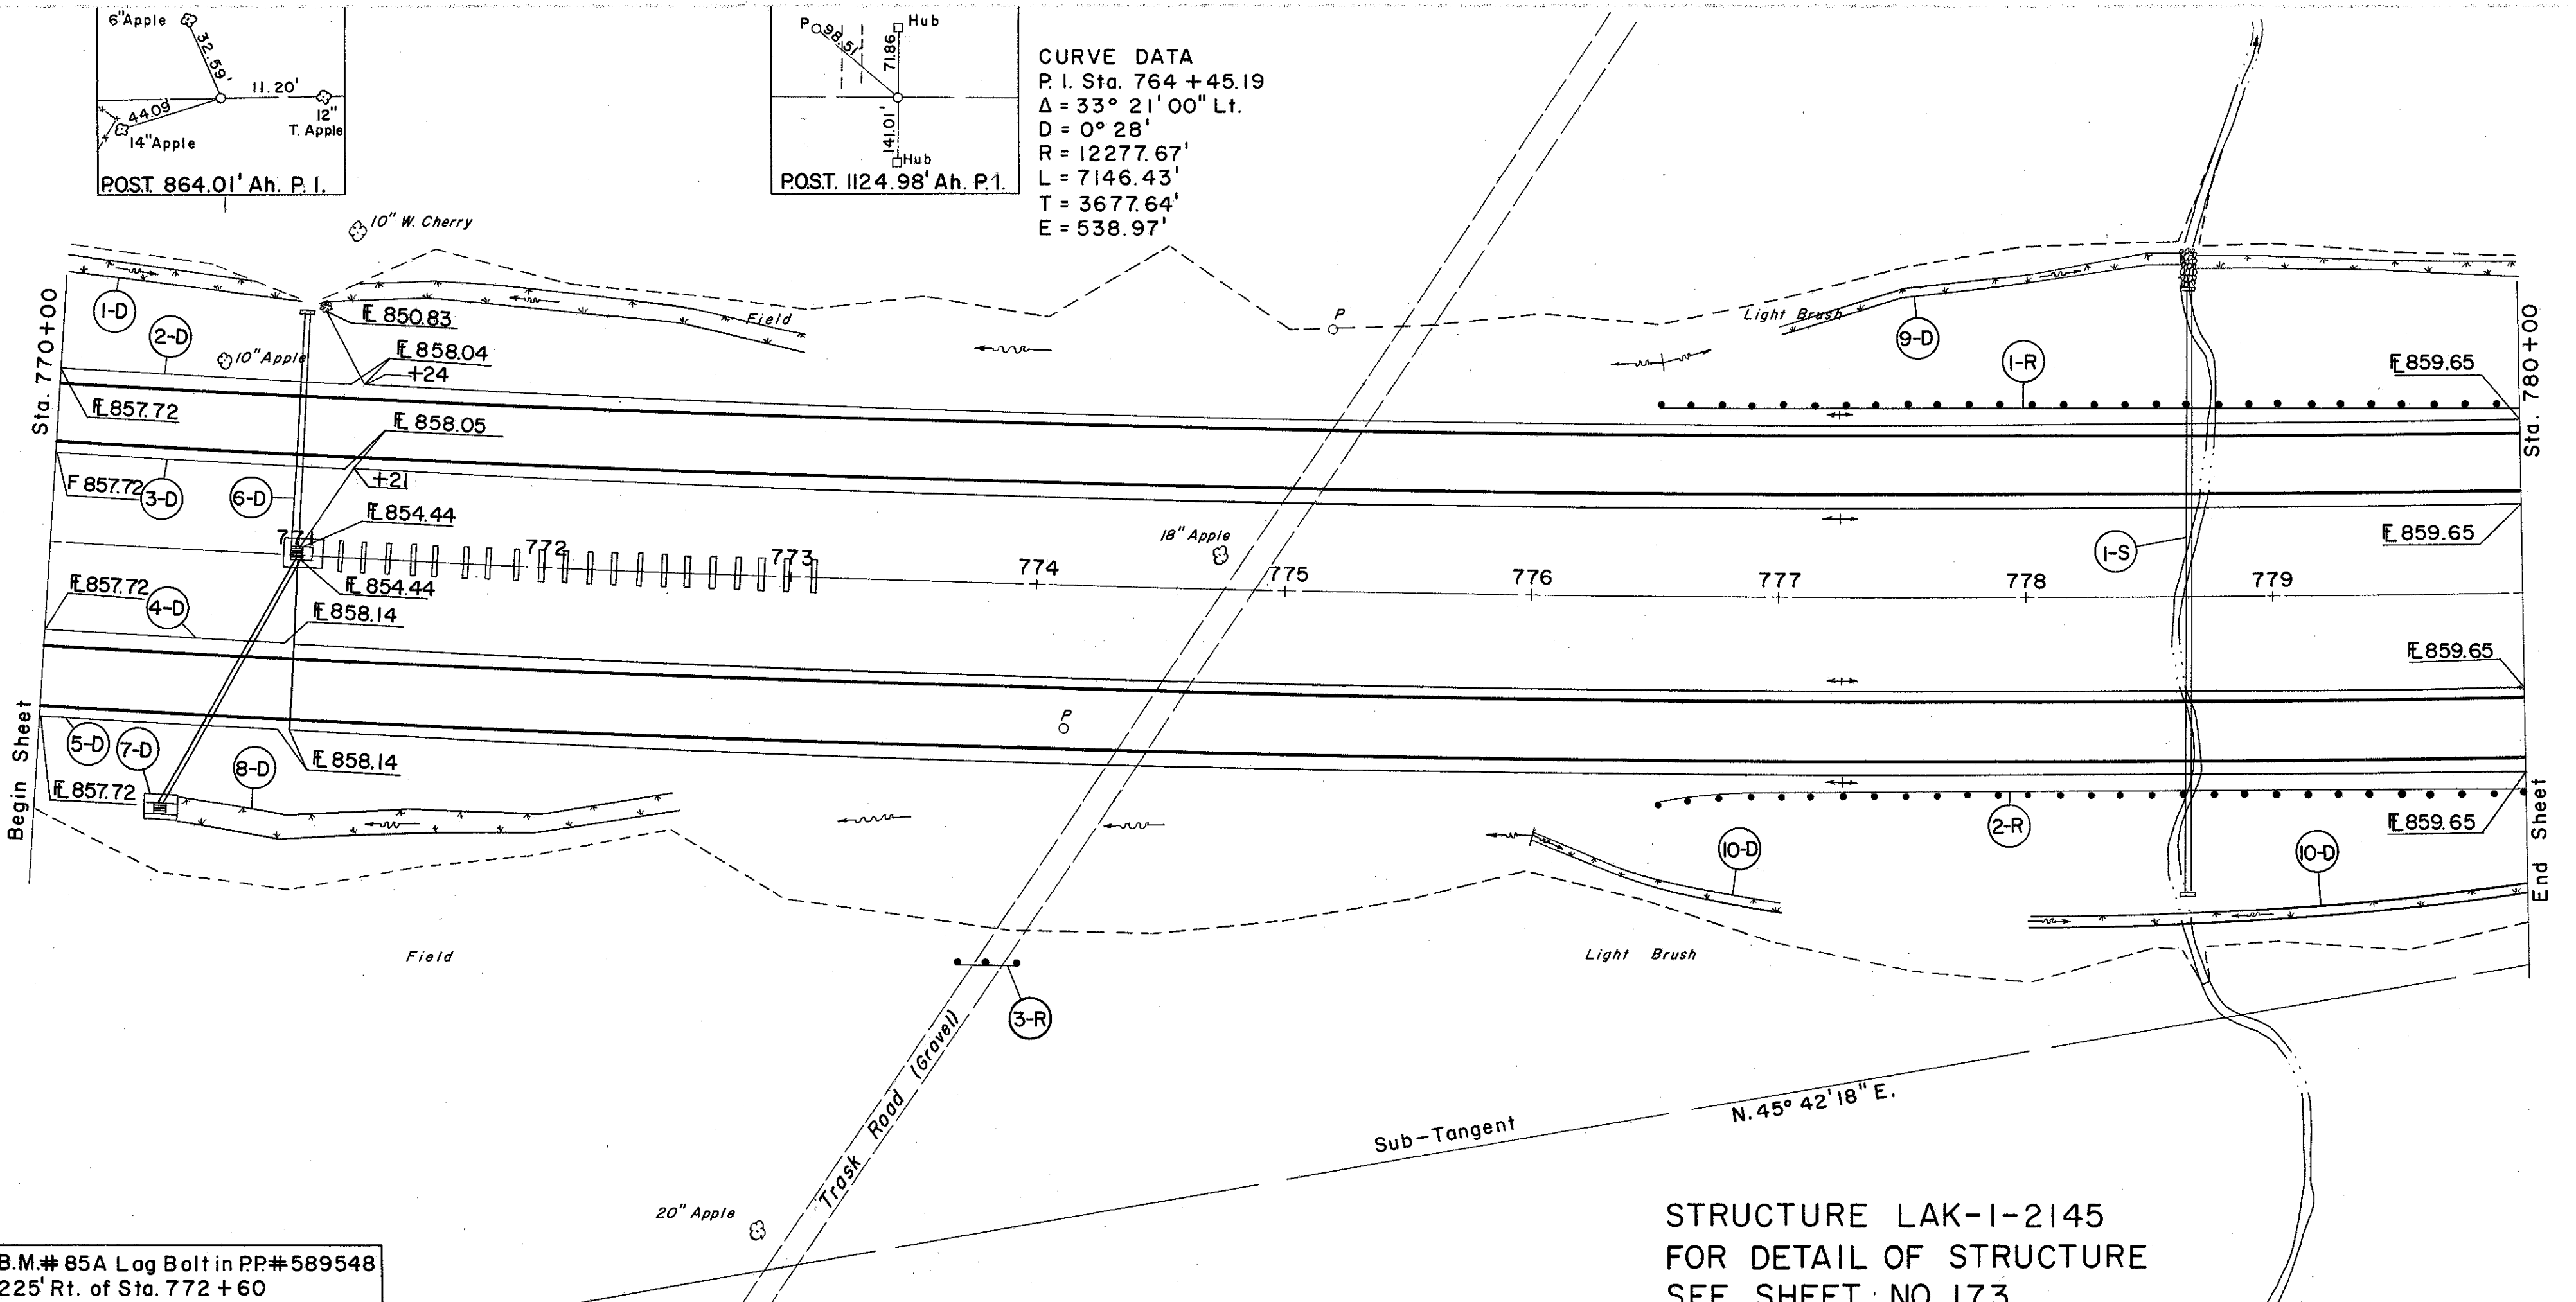 6"Apple
32.59'
11.20'
44.09'
12"
T. Apple
14"Apple
P.O.S.T. 864.01' Ah. P. I.
P
98.51'
Hub
71.86
141.01'
Hub
P.O.S.T. 1124.98' Ah. P.I.
CURVE DATA
P. I. Sta. 764 +45.19
Δ = 33° 21' 00" Lt.
D = 0° 28'
R = 12277.67'
L = 7146.43'
T = 3677.64'
E = 538.97'
10" W. Cherry
Sta. 770+00
1-D
2-D
10" Apple
FL 850.83
FL 858.04
+24
Field
P
Light Brush
9-D
1-R
FL 859.65
Sta. 780+00
FL 857.72
FL 858.05
+21
F 857.72
3-D
6-D
FL 854.44
771
772
773
18" Apple
774
775
776
777
778
779
1-S
FL 859.65
FL 854.44
FL 857.72
4-D
FL 858.14
FL 859.65
P
Begin Sheet
5-D
7-D
8-D
FL 858.14
FL 857.72
2-R
FL 859.65
10-D
10-D
End Sheet
Field
Light Brush
3-R
Trask Road (Gravel)
Sub-Tangent
N. 45° 42' 18" E.
20" Apple
STRUCTURE LAK-1-2145
FOR DETAIL OF STRUCTURE
SEE SHEET NO. 173
B.M.# 85A Lag Bolt in P.P.# 589548
225' Rt. of Sta. 772 + 60